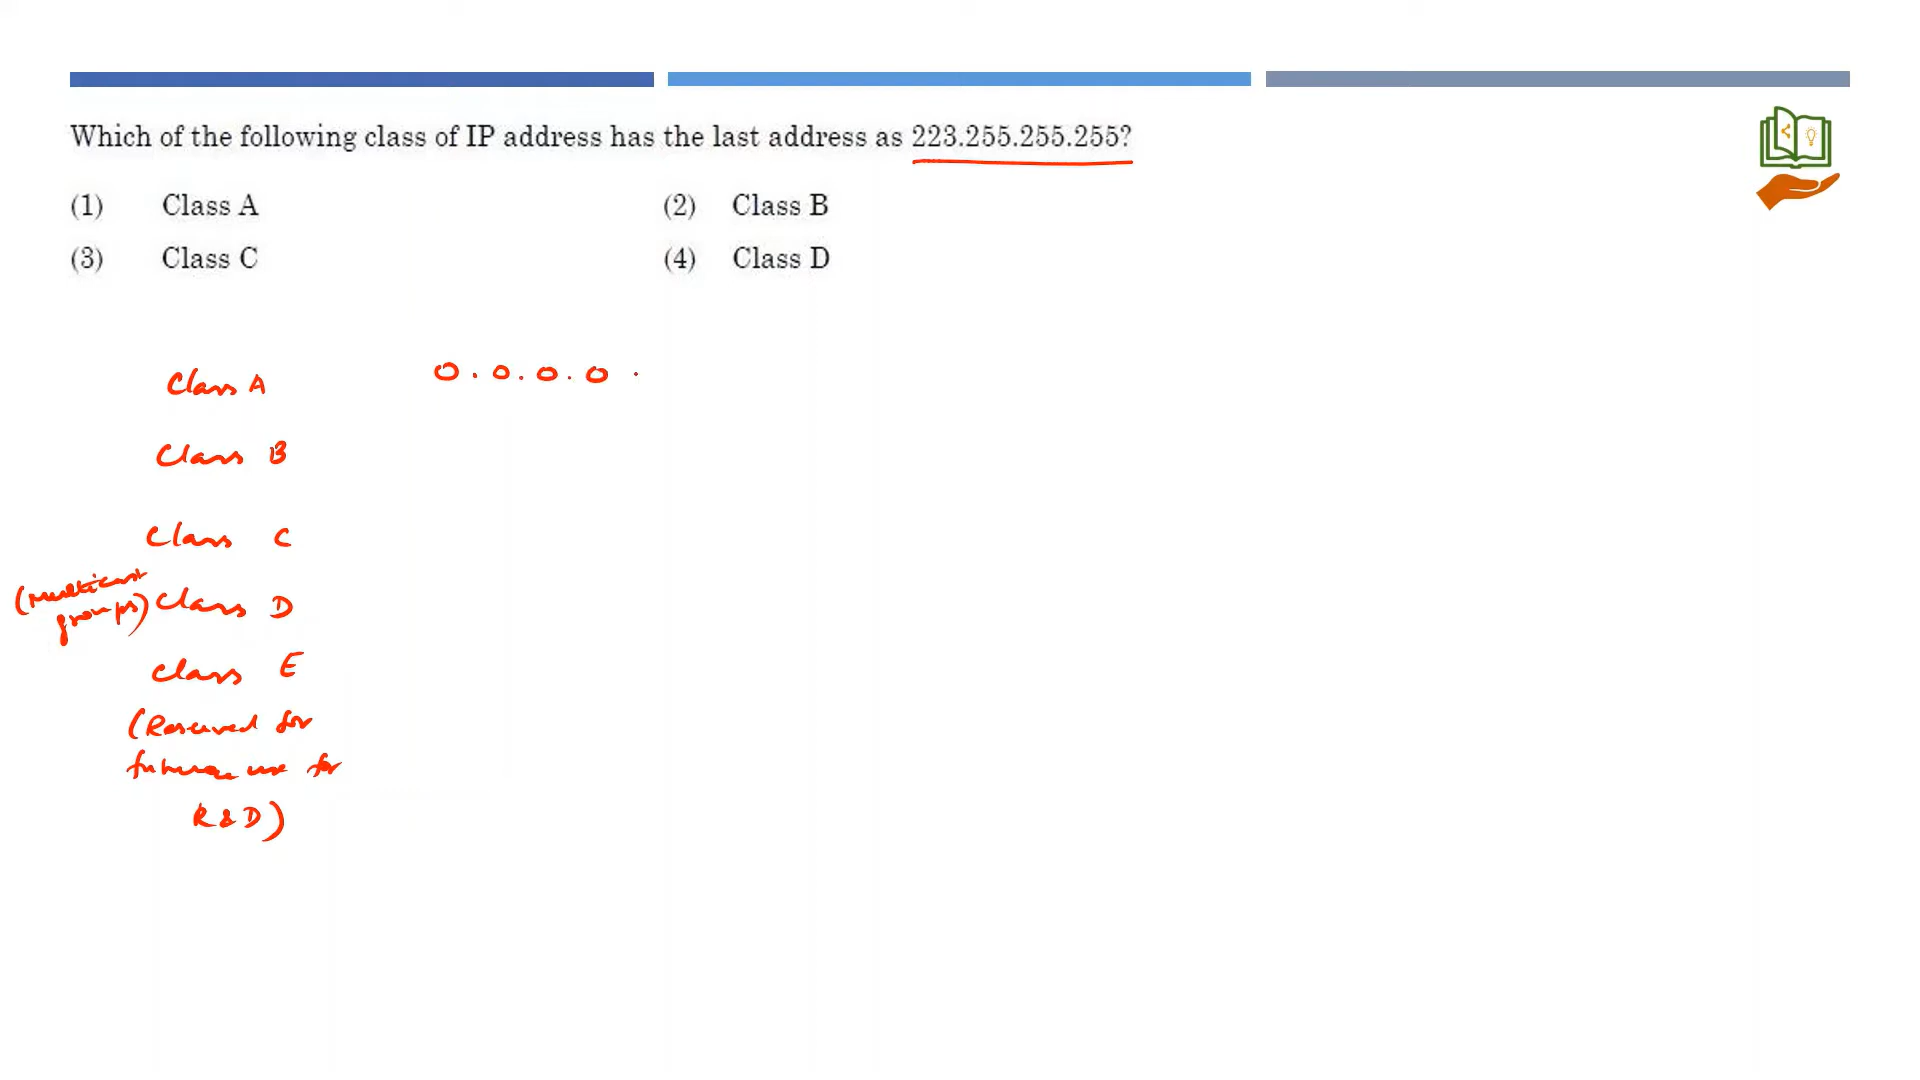 Which of the following class of IP address has the last address as 223.255.255.255?
(1) Class A (2) Class B
(3) Class C (4) Class D
Class A 0.0.0.0.
Class B
Class C
(Multicast
groups) Class D
Class E
(Reserved for
future use for
R & D)